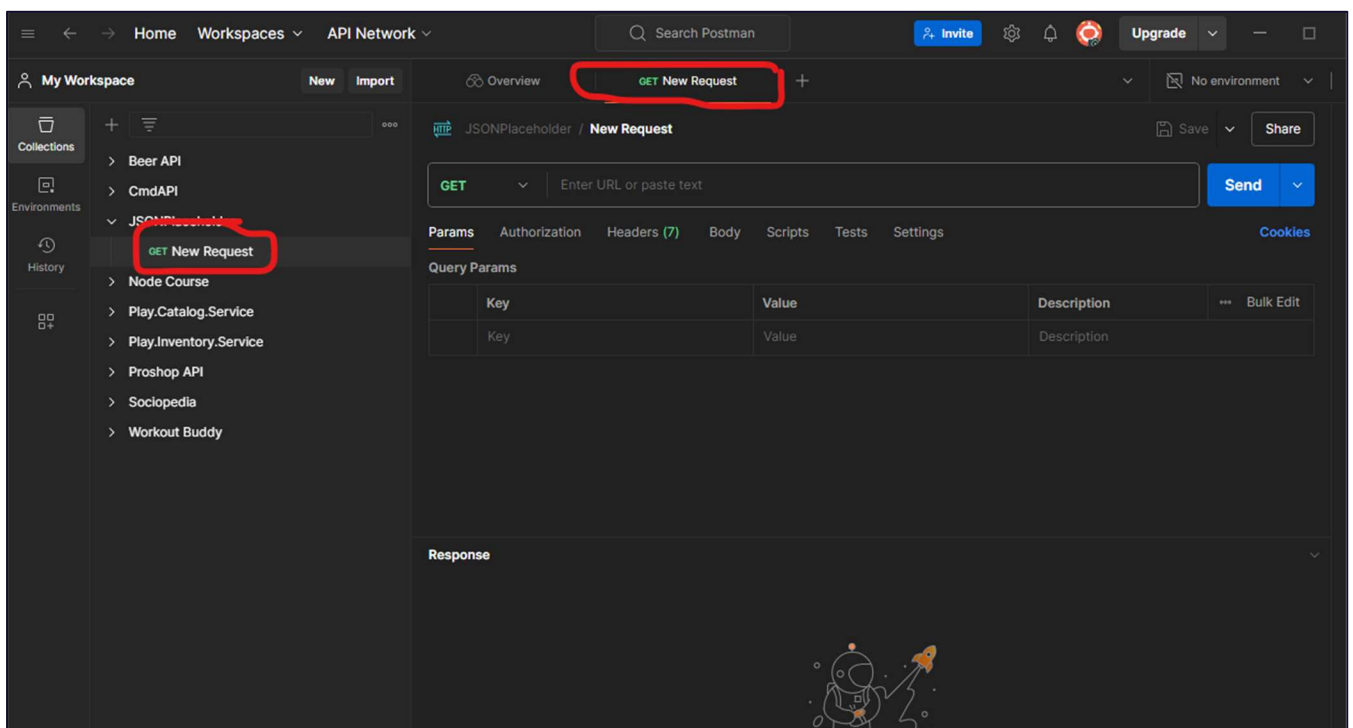 Home Workspaces API Network Search Postman Invite Upgrade
My Workspace New Import Overview GET New Request No environment
Collections
Environments
History
Beer API
CmdAPI
GET New Request
Node Course
Play.Catalog.Service
Play.Inventory.Service
Proshop API
Sociopedia
Workout Buddy
HTTP JSONPlaceholder / New Request Save Share
GET Enter URL or paste text Send
Params Authorization Headers (7) Body Scripts Tests Settings Cookies
Query Params
Key Value Description Bulk Edit
Key Value Description
Response